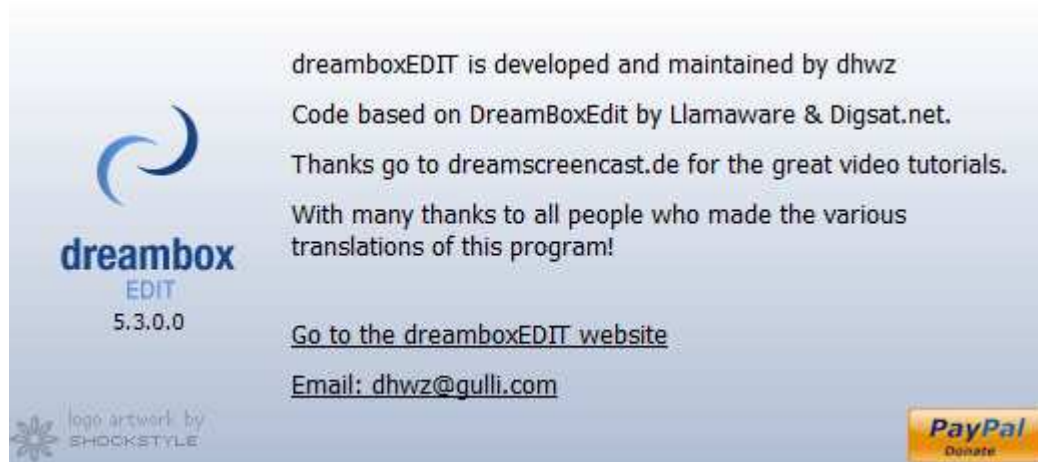 dreamboxEDIT is developed and maintained by dhwz
Code based on DreamBoxEdit by Llamaware & Digsat.net.
Thanks go to dreamscreencast.de for the great video tutorials.
With many thanks to all people who made the various
translations of this program!
dreambox
EDIT
5.3.0.0
Go to the dreamboxEDIT website
Email: dhwz@gulli.com
logo artwork by
SHOCKSTYLE
PayPal
Donate